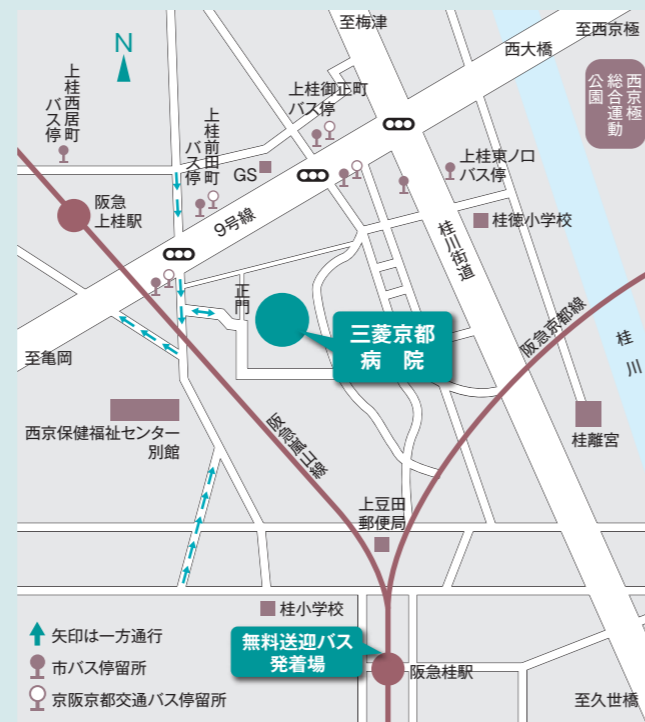 至梅津
至西京極
西大橋
N
上桂西居町
バス停
上桂前田町
バス停
上桂御正町
バス停
西京極
総合運動
公園
GS
上桂東ノ口
バス停
阪急
上桂駅
9号線
桂徳小学校
桂川街道
正門
三菱京都
病 院
阪急京都線
桂川
至亀岡
西京保健福祉センター
別館
阪急嵐山線
桂離宮
上豆田
郵便局
桂小学校
矢印は一方通行
無料送迎バス
発着場
市バス停留所
阪急桂駅
京阪京都交通バス停留所
至久世橋